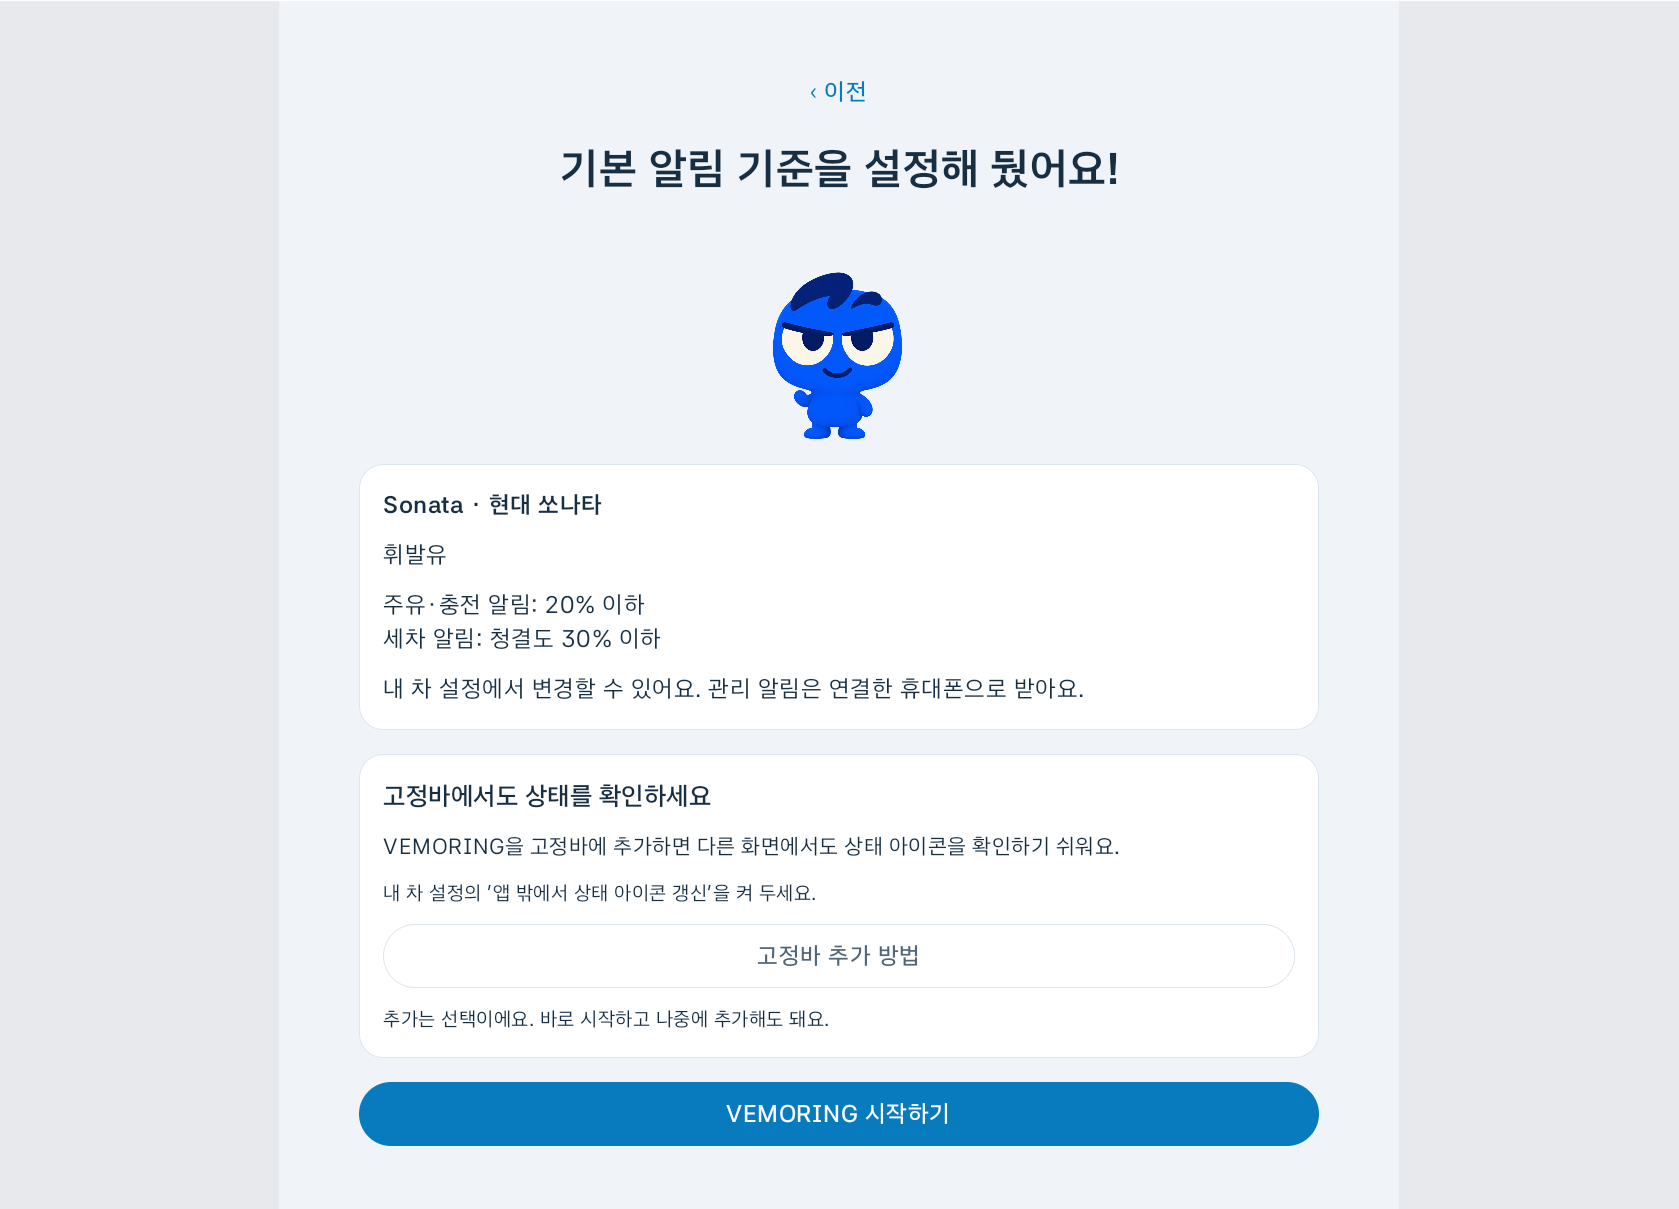 ‹ 이전
기본 알림 기준을 설정해 뒀어요!
Sonata · 현대 쏘나타
휘발유
주유·충전 알림: 20% 이하
세차 알림: 청결도 30% 이하
내 차 설정에서 변경할 수 있어요. 관리 알림은 연결한 휴대폰으로 받아요.
고정바에서도 상태를 확인하세요
VEMORING을 고정바에 추가하면 다른 화면에서도 상태 아이콘을 확인하기 쉬워요.
내 차 설정의 '앱 밖에서 상태 아이콘 갱신'을 켜 두세요.
고정바 추가 방법
추가는 선택이에요. 바로 시작하고 나중에 추가해도 돼요.
VEMORING 시작하기